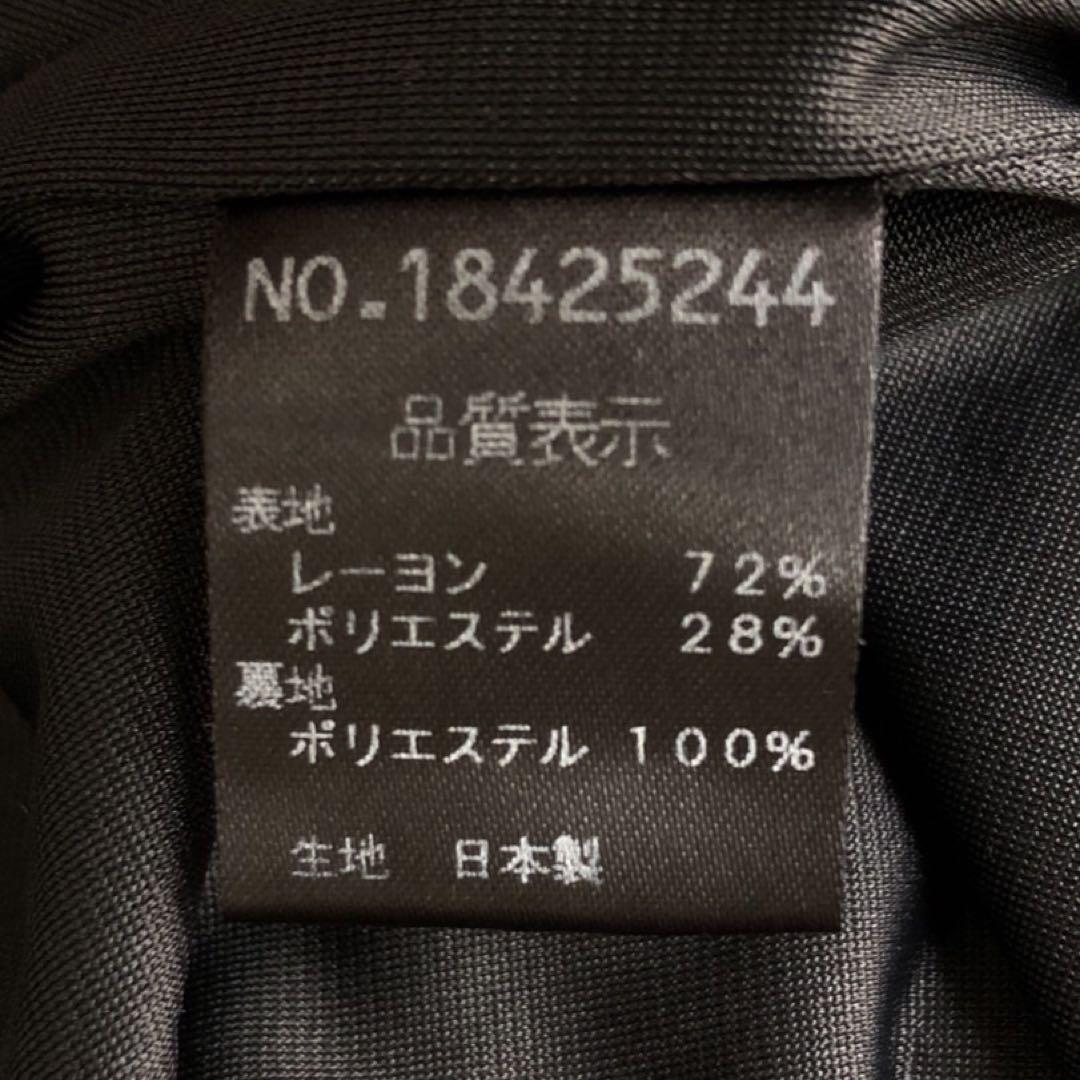 NO.18425244
品質表示
表地
レーヨン 72%
ポリエステル 28%
裏地
ポリエステル 100%
生地 日本製